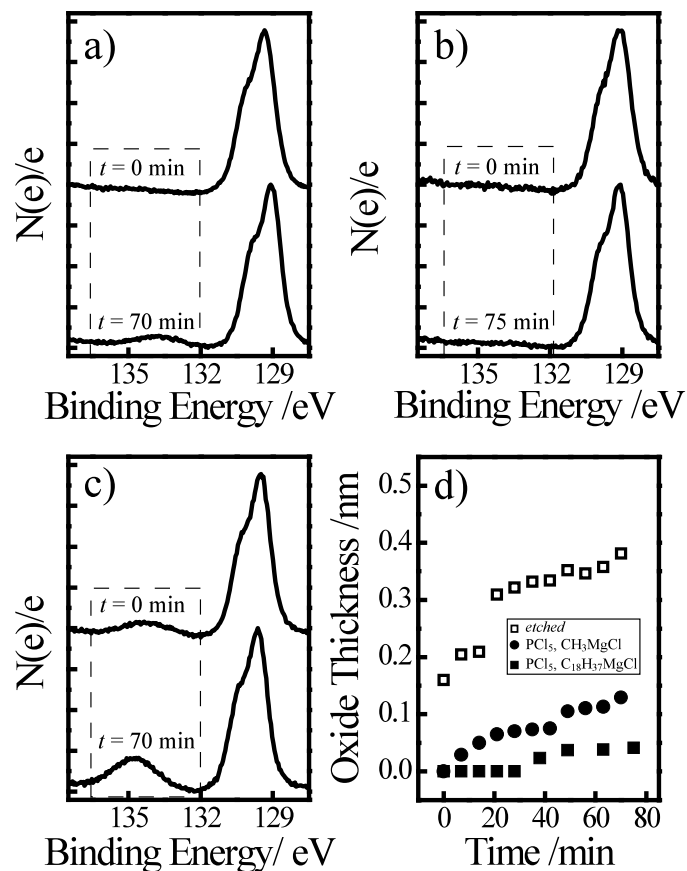 a)
N(e)/e
t = 0 min
t = 70 min
135 132 129
Binding Energy /eV
b)
N(e)/e
t = 0 min
t = 75 min
135 132 129
Binding Energy /eV
c)
N(e)/e
t = 0 min
t = 70 min
135 132 129
Binding Energy/ eV
d)
Oxide Thickness /nm
0.5
0.4
0.3
0.2
0.1
0.0
etched
PCl₅, CH₃MgCl
PCl₅, C₁₈H₃₇MgCl
0 20 40 60 80
Time /min